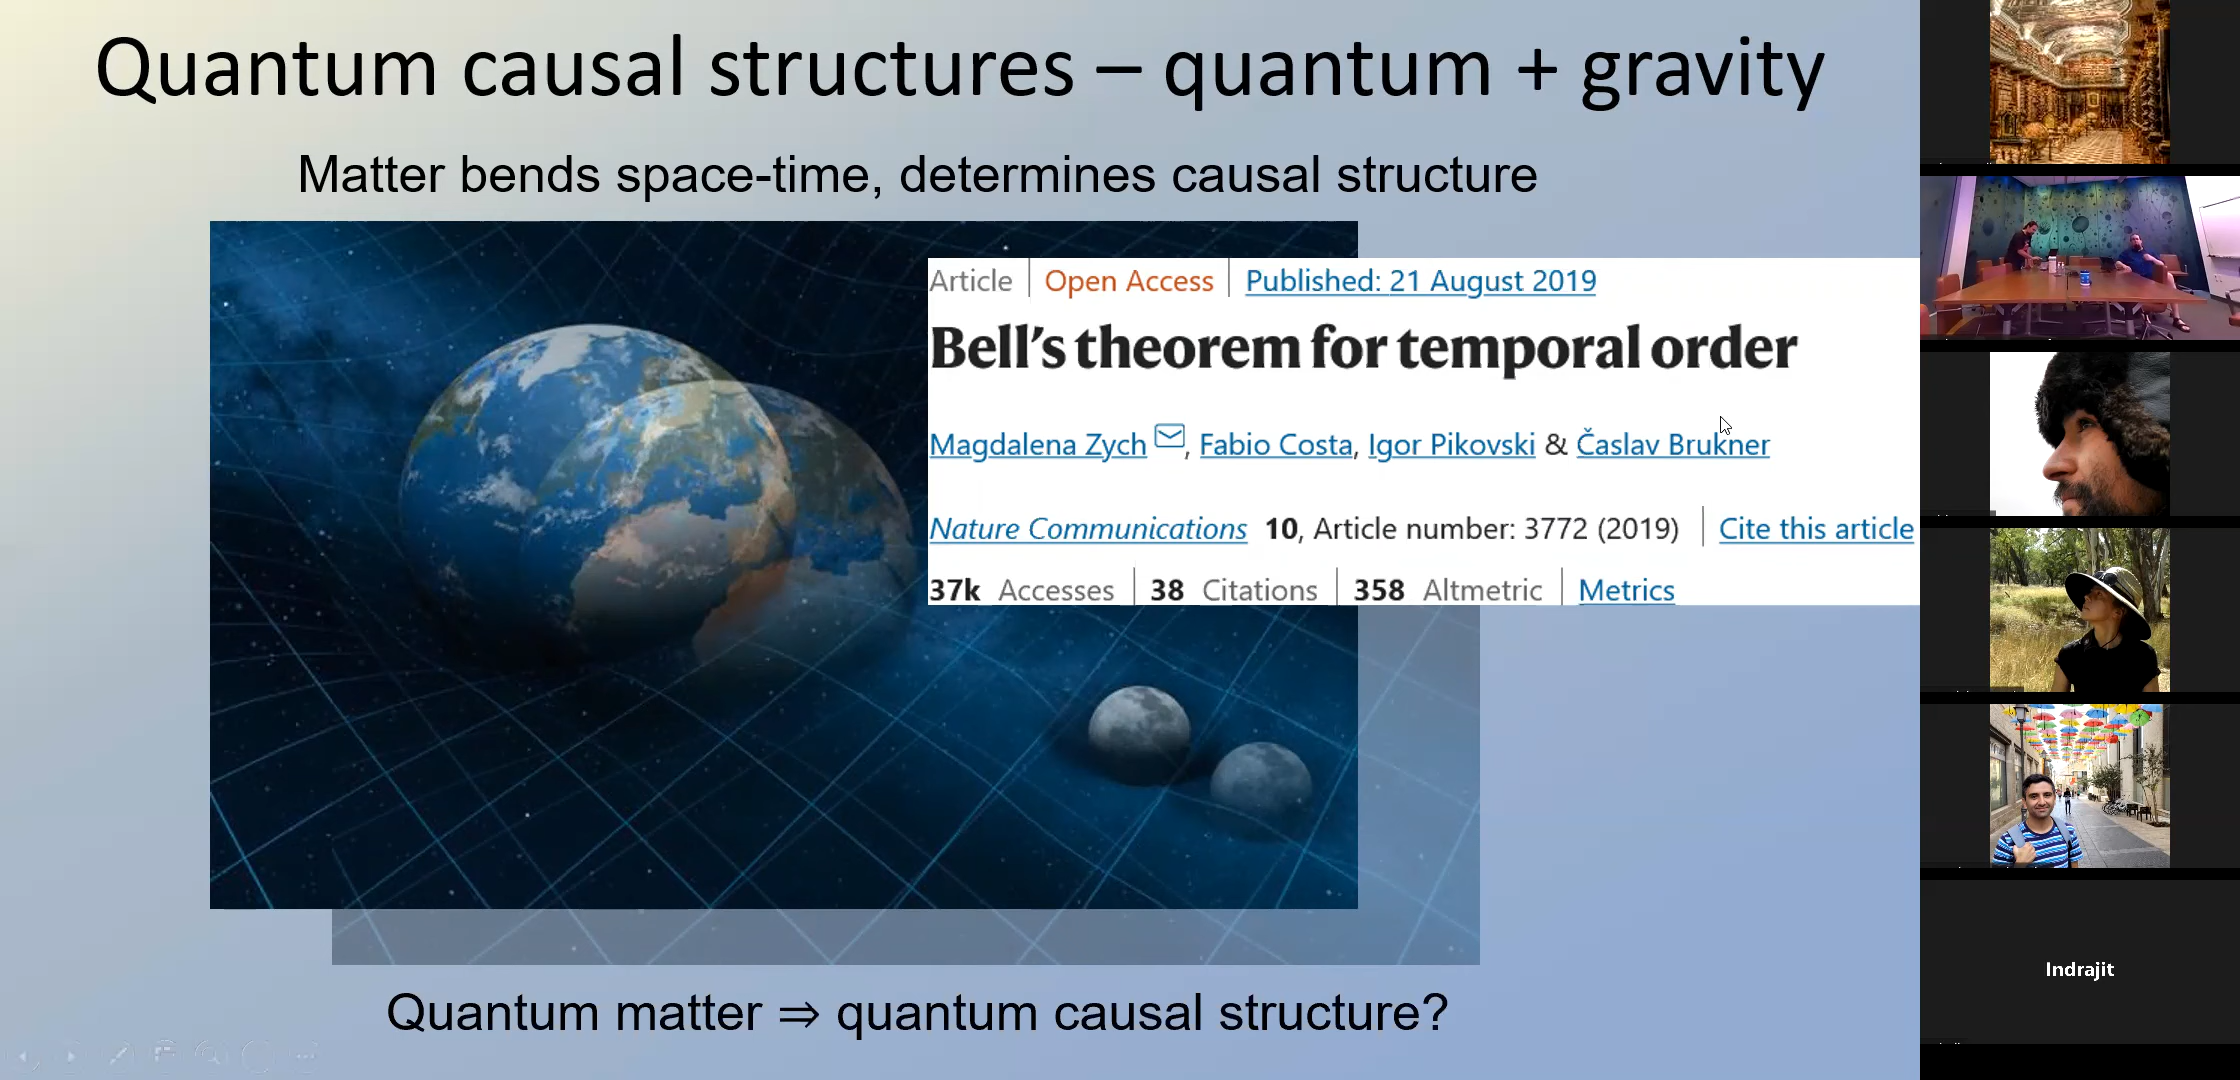 Quantum causal structures – quantum + gravity
Matter bends space-time, determines causal structure
Article | Open Access | Published: 21 August 2019
Bell’s theorem for temporal order
Magdalena Zych, Fabio Costa, Igor Pikovski & Časlav Brukner
Nature Communications 10, Article number: 3772 (2019) | Cite this article
37k Accesses | 38 Citations | 358 Altmetric | Metrics
Quantum matter ⇒ quantum causal structure?
Indrajit